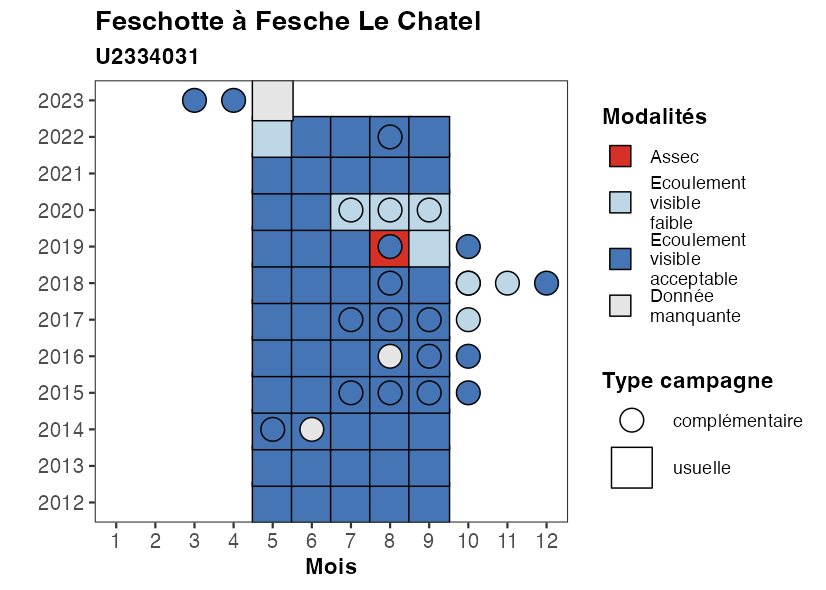 Feschotte à Fesche Le Chatel
U2334031
2023
2022
2021
2020
2019
2018
2017
2016
2015
2014
2013
2012
1 2 3 4 5 6 7 8 9 10 11 12
Mois
Modalités
Assec
Ecoulement
visible
faible
Ecoulement
visible
acceptable
Donnée
manquante
Type campagne
complémentaire
usuelle